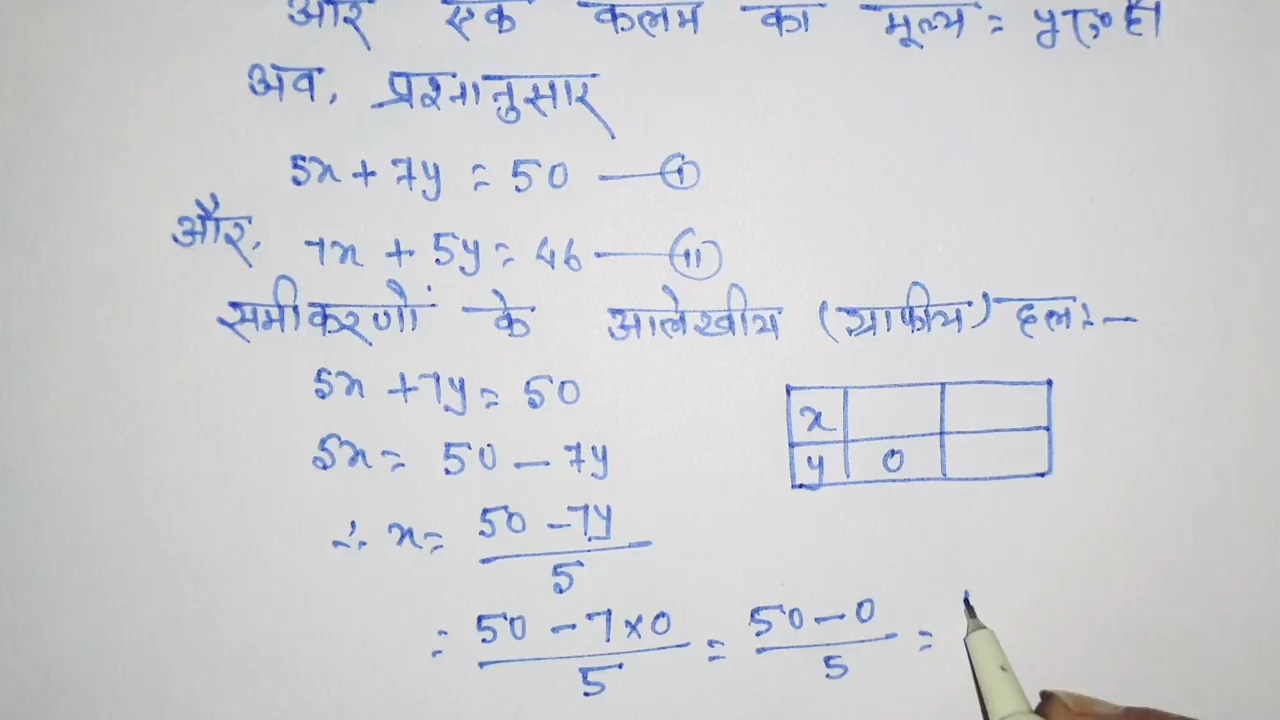 और एक कलम का मूल्य = y रु० है।
अब, प्रश्नानुसार
5x + 7y = 50 —— (i)
और, 7x + 5y = 46 —— (ii)
समीकरणों के आलेखीय (ग्राफीय) हल:-
5x + 7y = 50
x
5x = 50 - 7y
y 0
∴ x = (50 - 7y)/5
= (50 - 7×0)/5 = (50 - 0)/5 =